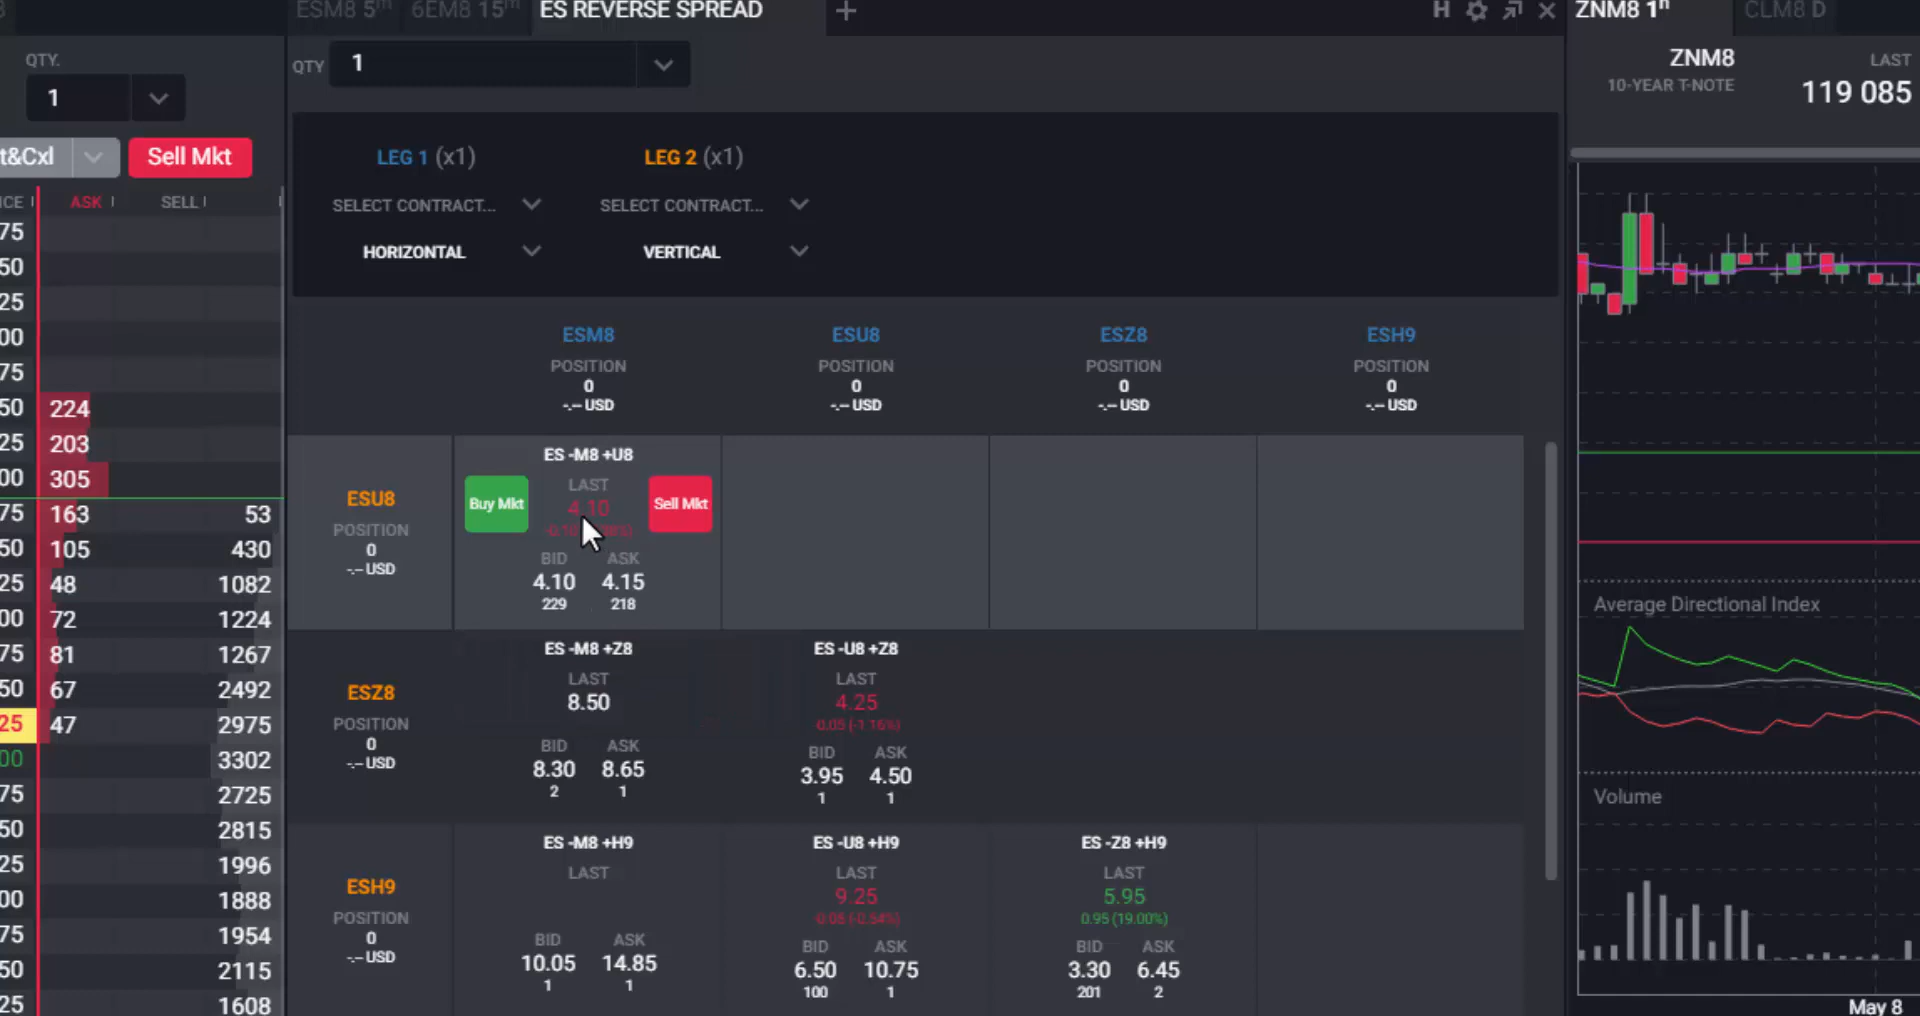 ESM8 5m
6EM8 15m
ES REVERSE SPREAD
+
H
ZNM8 1h
CLM8 D
QTY.
1
QTY
1
ZNM8
10-YEAR T-NOTE
LAST
119 085
t&Cxl
Sell Mkt
LEG 1 (x1)
LEG 2 (x1)
SELECT CONTRACT...
SELECT CONTRACT...
HORIZONTAL
VERTICAL
CE
ASK
SELL
75
50
25
00
75
50 224
25 203
00 305
75 163 53
50 105 430
25 48 1082
00 72 1224
75 81 1267
50 67 2492
25 47 2975
00 3302
75 2725
50 2815
25 1996
00 1888
75 1954
50 2115
25 1608
ESM8
POSITION
0
-.-- USD
ESU8
POSITION
0
-.-- USD
ESZ8
POSITION
0
-.-- USD
ESH9
POSITION
0
-.-- USD
ESU8
POSITION
0
-.-- USD
ES -M8 +U8
LAST
Buy Mkt
4.10
Sell Mkt
BID ASK
4.10 4.15
229 218
ESZ8
POSITION
0
-.-- USD
ES -M8 +Z8
LAST
8.50
BID ASK
8.30 8.65
2 1
ES -U8 +Z8
LAST
4.25
-0.05 (-1.16%)
BID ASK
3.95 4.50
1 1
ESH9
POSITION
0
-.-- USD
ES -M8 +H9
LAST
BID ASK
10.05 14.85
1 1
ES -U8 +H9
LAST
9.25
BID ASK
6.50 10.75
100 1
ES -Z8 +H9
LAST
5.95
0.95 (19.00%)
BID ASK
3.30 6.45
201 2
Average Directional Index
Volume
May 8